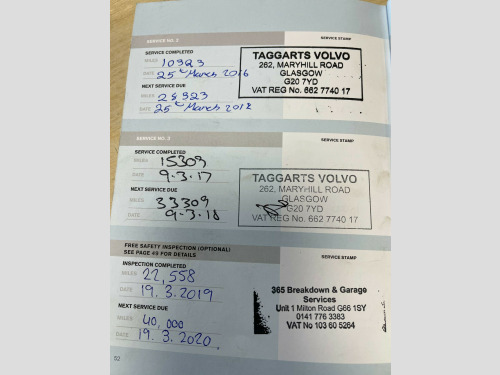 SERVICE NO. 2
SERVICE STAMP
SERVICE COMPLETED
MILES 10923
DATE 25th March 2016
NEXT SERVICE DUE
MILES 28923
DATE 25th March 2018
TAGGARTS VOLVO
262, MARYHILL ROAD
GLASGOW
G20 7YD
VAT REG No. 662 7740 17
SERVICE NO. 3
SERVICE STAMP
SERVICE COMPLETED
MILES 15309
DATE 9.3.17
NEXT SERVICE DUE
MILES 33309
DATE 9.3.18
TAGGARTS VOLVO
262, MARYHILL ROAD
GLASGOW
G20 7YD
VAT REG No. 662 7740 17
FREE SAFETY INSPECTION (OPTIONAL)
SEE PAGE 49 FOR DETAILS
SERVICE STAMP
INSPECTION COMPLETED
MILES 22,558
DATE 19.3.2019
NEXT SERVICE DUE
MILES 40,000
DATE 19.3.2020
365 Breakdown & Garage
Services
Unit 1 Milton Road G66 1SY
0141 776 3383
VAT No 103 60 5264
52